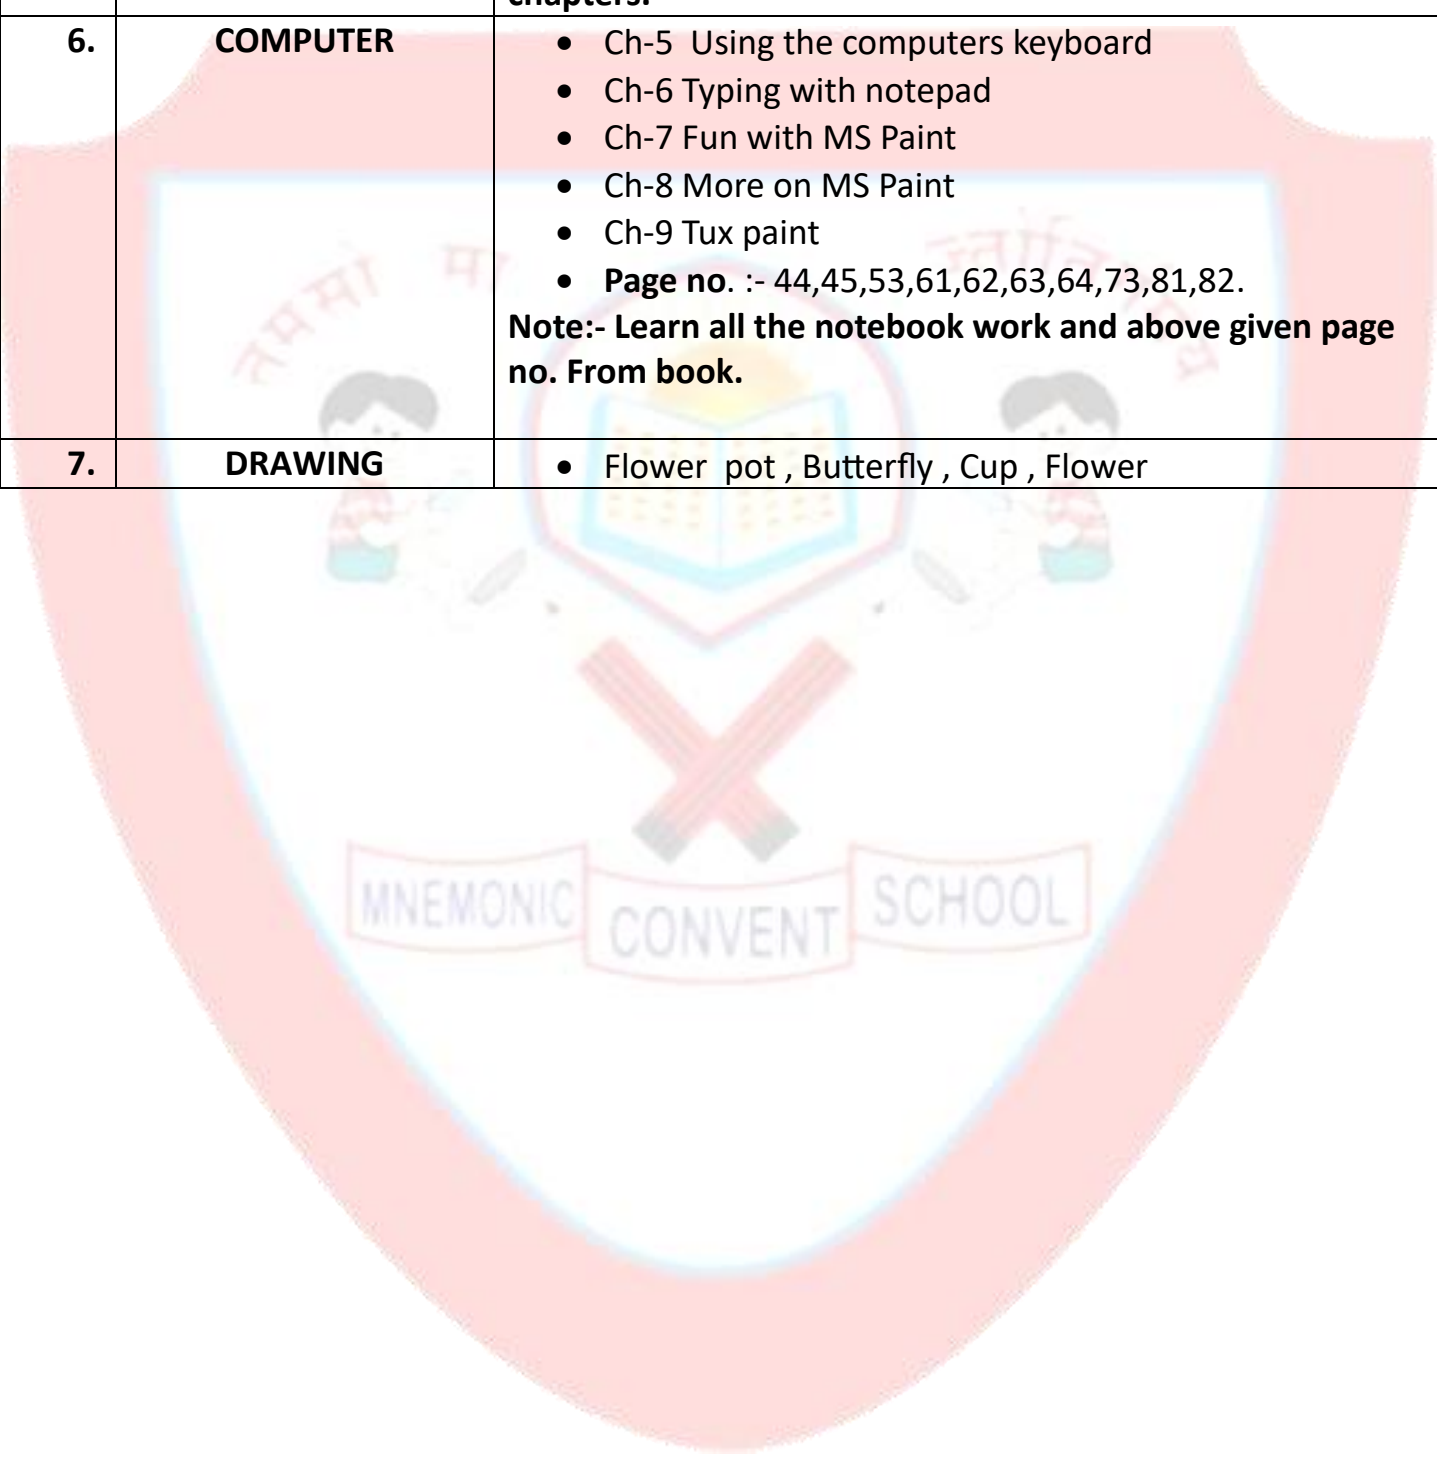 chapters.
6. COMPUTER • Ch-5 Using the computers keyboard
• Ch-6 Typing with notepad
• Ch-7 Fun with MS Paint
• Ch-8 More on MS Paint
• Ch-9 Tux paint
• Page no. :- 44,45,53,61,62,63,64,73,81,82.
Note:- Learn all the notebook work and above given page
no. From book.
7. DRAWING • Flower pot , Butterfly , Cup , Flower
तमसो मा
MNEMONIC CONVENT SCHOOL